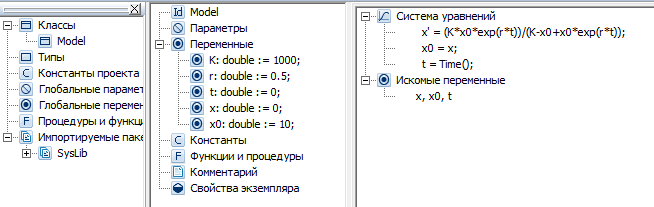 Классы
Model
Типы
Константы проекта
Глобальные парамет
Глобальные перемен
Процедуры и функци
Импортируемые паке
SysLib
Model
Параметры
Переменные
K: double := 1000;
r: double := 0.5;
t: double := 0;
x: double := 0;
x0: double := 10;
Константы
Функции и процедуры
Комментарий
Свойства экземпляра
Система уравнений
x' = (K*x0*exp(r*t))/(K-x0+x0*exp(r*t));
x0 = x;
t = Time();
Искомые переменные
x, x0, t